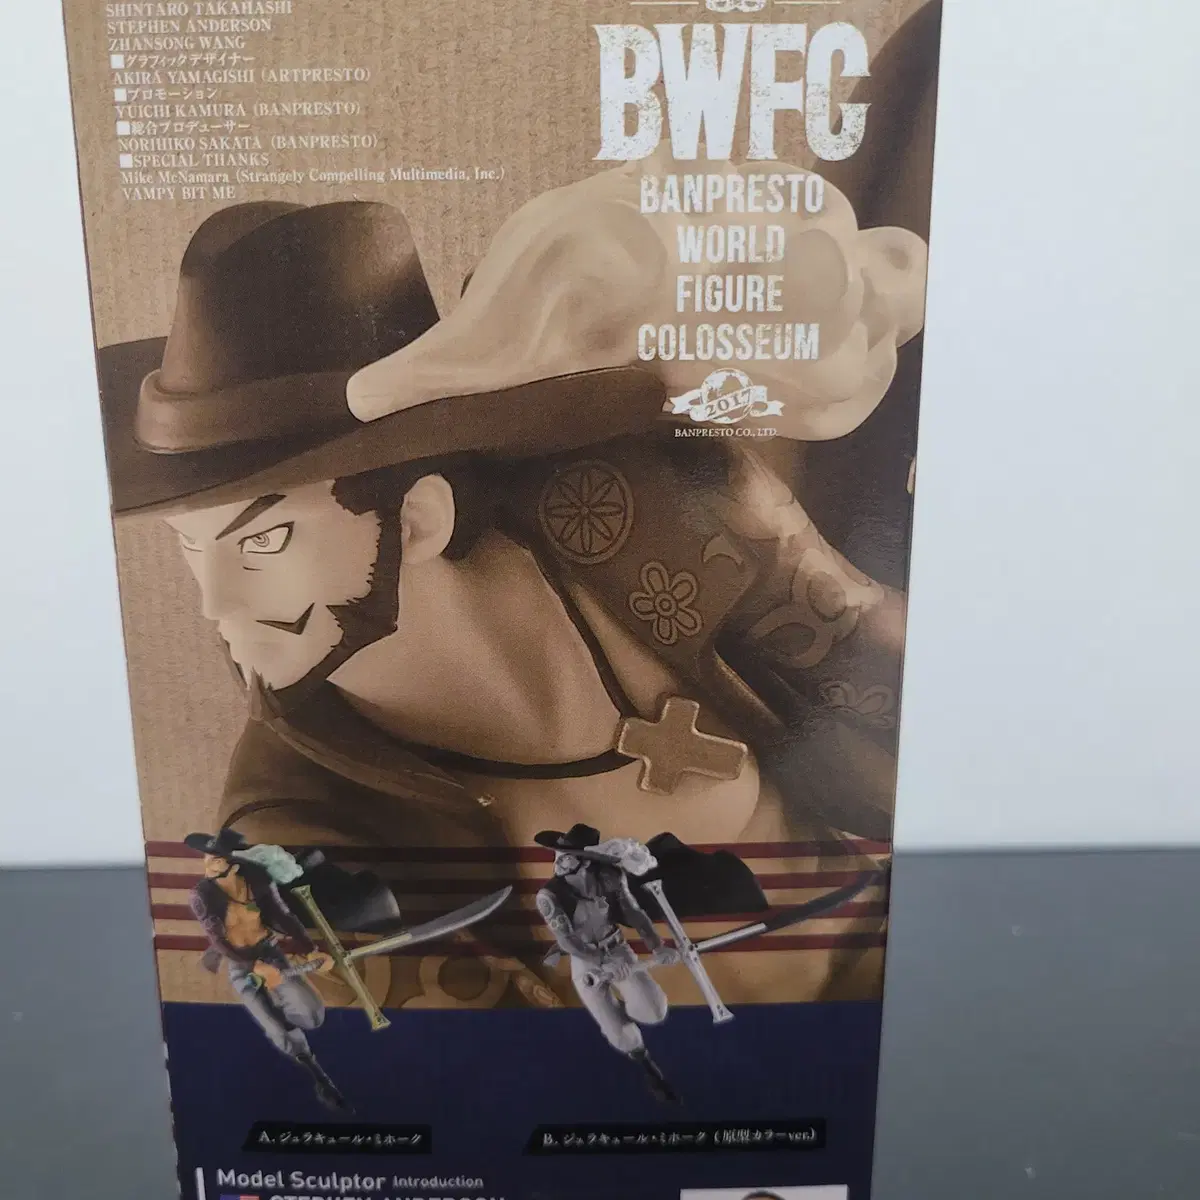 SHINTARO TAKAHASHI
STEPHEN ANDERSON
ZHANSONG WANG
■グラフィックデザイナー
AKIRA YAMAGISHI (ARTPRESTO)
■プロモーション
YUICHI KAMURA (BANPRESTO)
■総合プロデューサー
NORIHIKO SAKATA (BANPRESTO)
■SPECIAL THANKS
Mike McNamara (Strangely Compelling Multimedia, Inc.)
VAMPY BIT ME
BWFC
BANPRESTO
WORLD
FIGURE
COLOSSEUM
2017
BANPRESTO CO., LTD.
A. ジュラキュール・ミホーク
B. ジュラキュール・ミホーク (原型カラーver.)
Model Sculptor Introduction
STEPHEN ANDERSON